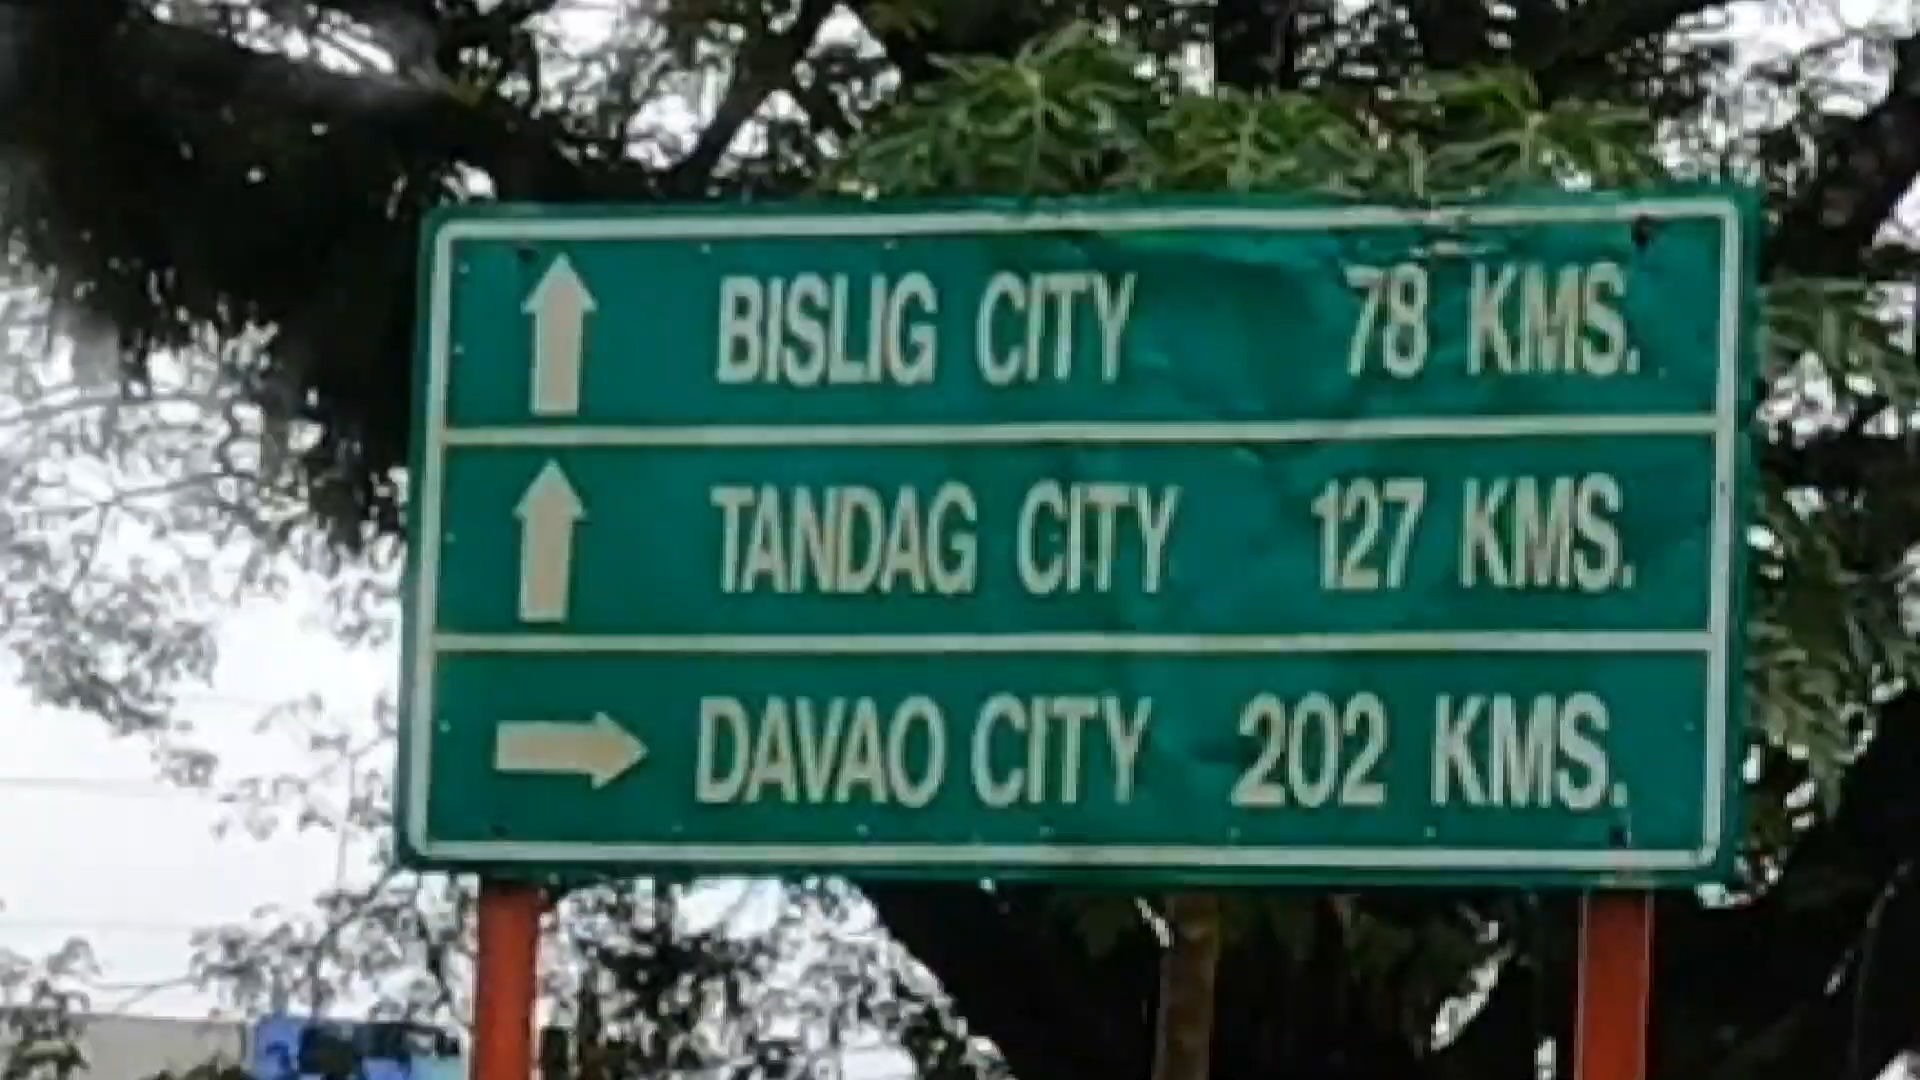 BISLIG CITY 78 KMS.
TANDAG CITY 127 KMS.
DAVAO CITY 202 KMS.